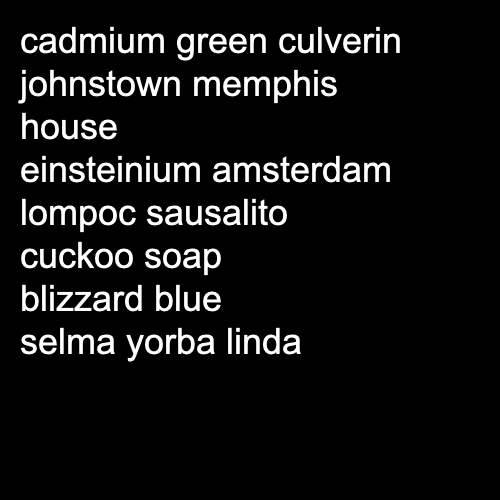 cadmium green culverin
johnstown memphis
house
einsteinium amsterdam
lompoc sausalito
cuckoo soap
blizzard blue
selma yorba linda